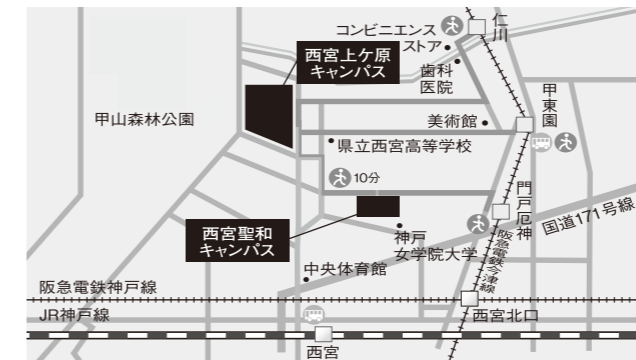 コンビニエンス
ストア
仁川
西宮上ケ原
キャンパス
歯科
医院
甲東園
甲山森林公園
美術館
県立西宮高等学校
10分
門戸厄神
国道171号線
西宮聖和
キャンパス
神戸
女学院大学
阪急電鉄今津線
中央体育館
阪急電鉄神戸線
JR神戸線
西宮北口
西宮